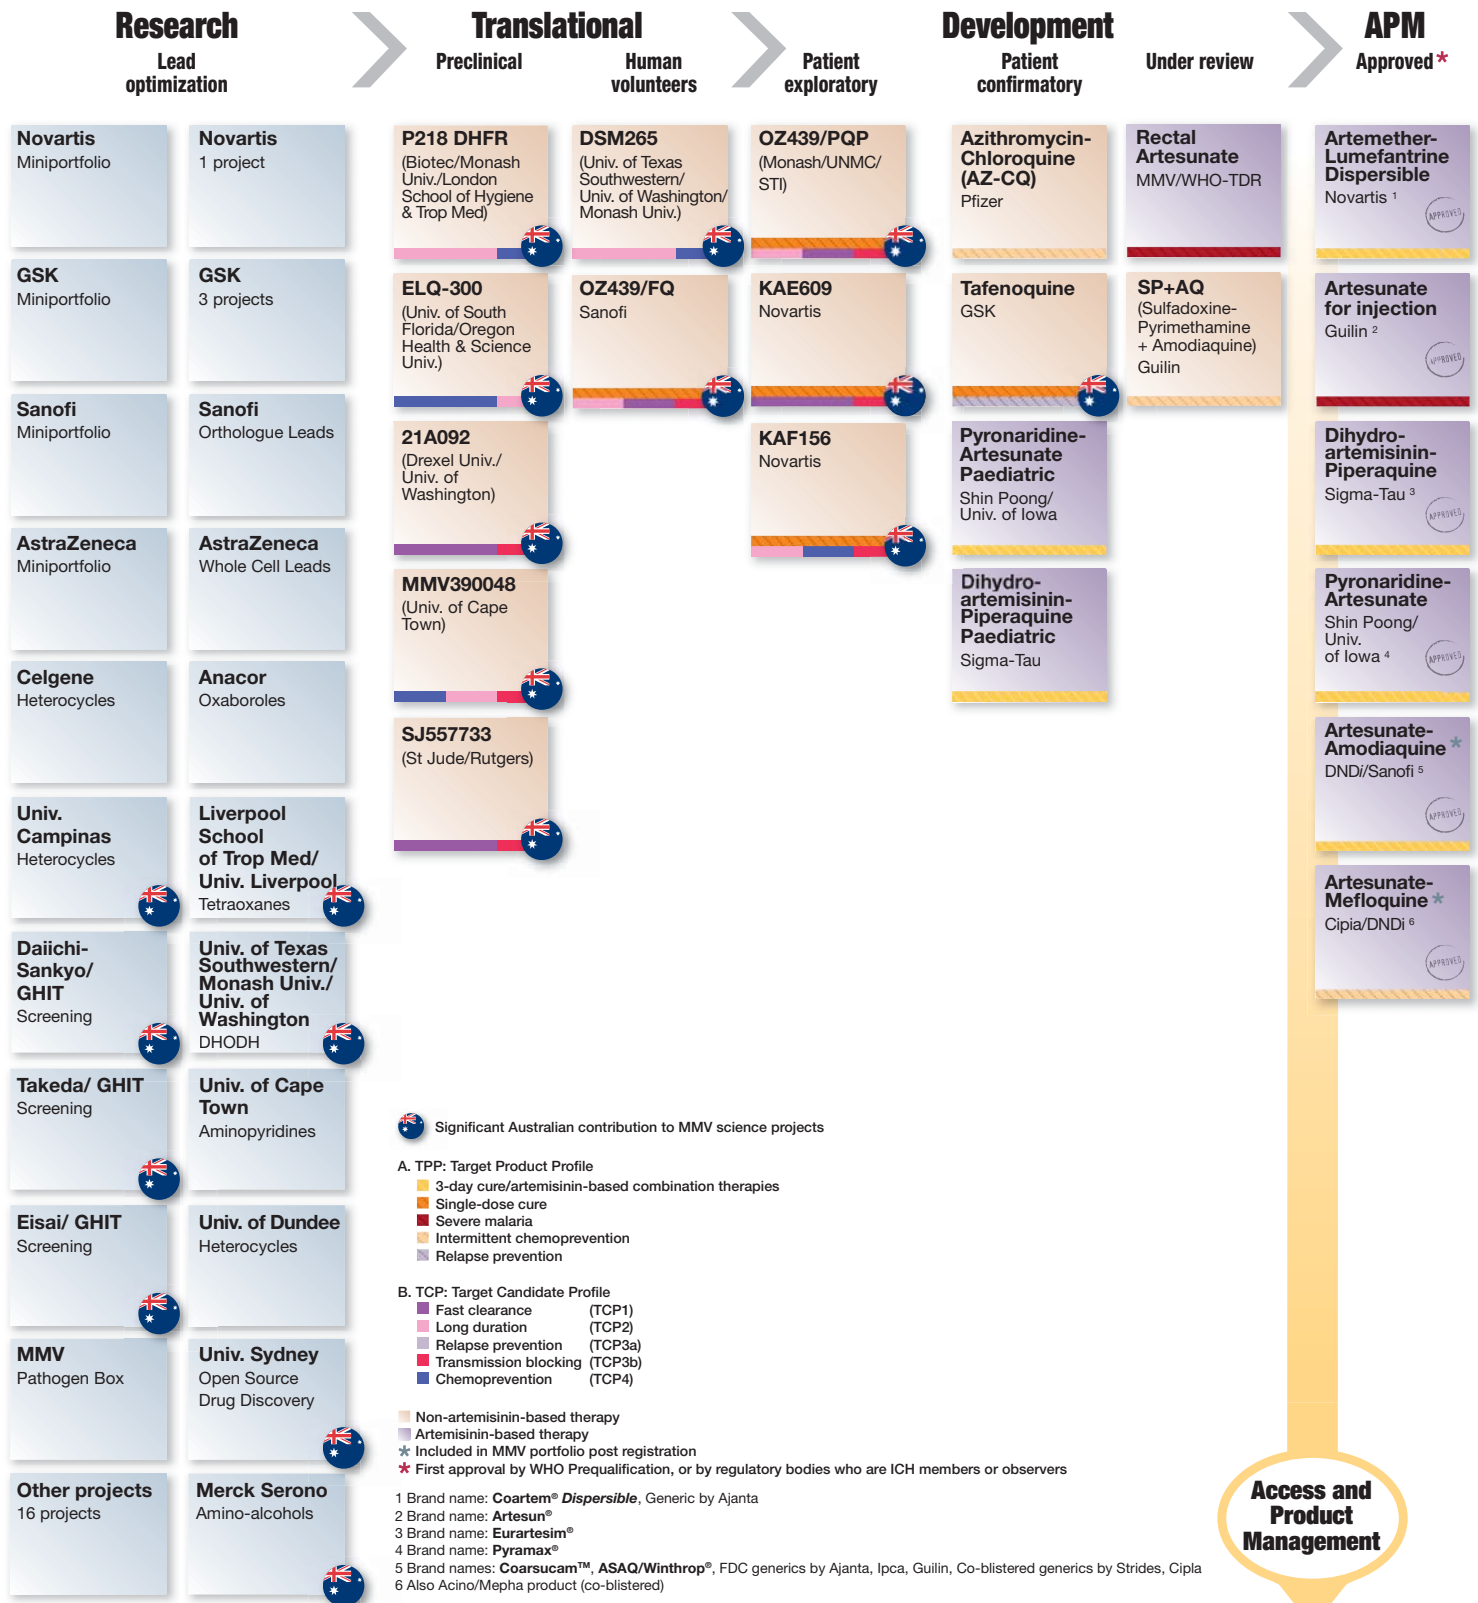 Research
Translational
Development
APM
Lead
optimization
Preclinical
Human
volunteers
Patient
exploratory
Patient
confirmatory
Under review
Approved*
Novartis
Miniportfolio
Novartis
1 project
GSK
Miniportfolio
GSK
3 projects
Sanofi
Miniportfolio
Sanofi
Orthologue Leads
AstraZeneca
Miniportfolio
AstraZeneca
Whole Cell Leads
Celgene
Heterocycles
Anacor
Oxaboroles
Univ.
Campinas
Heterocycles
Liverpool
School
of Trop Med/
Univ. Liverpool
Tetraoxanes
Daiichi-
Sankyo/
GHIT
Screening
Univ. of Texas
Southwestern/
Monash Univ./
Univ. of
Washington
DHODH
Takeda/ GHIT
Screening
Univ. of Cape
Town
Aminopyridines
Eisai/ GHIT
Screening
Univ. of Dundee
Heterocycles
MMV
Pathogen Box
Univ. Sydney
Open Source
Drug Discovery
Other projects
16 projects
Merck Serono
Amino-alcohols
P218 DHFR
(Biotec/Monash
Univ./London
School of Hygiene
& Trop Med)
ELQ-300
(Univ. of South
Florida/Oregon
Health & Science
Univ.)
21A092
(Drexel Univ./
Univ. of
Washington)
MMV390048
(Univ. of Cape
Town)
SJ557733
(St Jude/Rutgers)
DSM265
(Univ. of Texas
Southwestern/
Univ. of Washington/
Monash Univ.)
OZ439/FQ
Sanofi
OZ439/PQP
(Monash/UNMC/
STI)
KAE609
Novartis
KAF156
Novartis
Azithromycin-
Chloroquine
(AZ-CQ)
Pfizer
Tafenoquine
GSK
Pyronaridine-
Artesunate
Paediatric
Shin Poong/
Univ. of Iowa
Dihydro-
artemisinin-
Piperaquine
Paediatric
Sigma-Tau
Rectal
Artesunate
MMV/WHO-TDR
SP+AQ
(Sulfadoxine-
Pyrimethamine
+ Amodiaquine)
Guilin
Artemether-
Lumefantrine
Dispersible
Novartis 1
APPROVED
Artesunate
for injection
Guilin 2
APPROVED
Dihydro-
artemisinin-
Piperaquine
Sigma-Tau 3
APPROVED
Pyronaridine-
Artesunate
Shin Poong/
Univ.
of Iowa 4
APPROVED
Artesunate-
Amodiaquine *
DNDi/Sanofi 5
APPROVED
Artesunate-
Mefloquine *
Cipia/DNDi 6
APPROVED
Significant Australian contribution to MMV science projects
A. TPP: Target Product Profile
3-day cure/artemisinin-based combination therapies
Single-dose cure
Severe malaria
Intermittent chemoprevention
Relapse prevention
B. TCP: Target Candidate Profile
Fast clearance (TCP1)
Long duration (TCP2)
Relapse prevention (TCP3a)
Transmission blocking (TCP3b)
Chemoprevention (TCP4)
Non-artemisinin-based therapy
Artemisinin-based therapy
* Included in MMV portfolio post registration
* First approval by WHO Prequalification, or by regulatory bodies who are ICH members or observers
1 Brand name: Coartem® Dispersible, Generic by Ajanta
2 Brand name: Artesun®
3 Brand name: Eurartesim®
4 Brand name: Pyramax®
5 Brand names: Coarsucam™, ASAQ/Winthrop®, FDC generics by Ajanta, Ipca, Guilin, Co-blistered generics by Strides, Cipla
6 Also Acino/Mepha product (co-blistered)
Access and
Product
Management